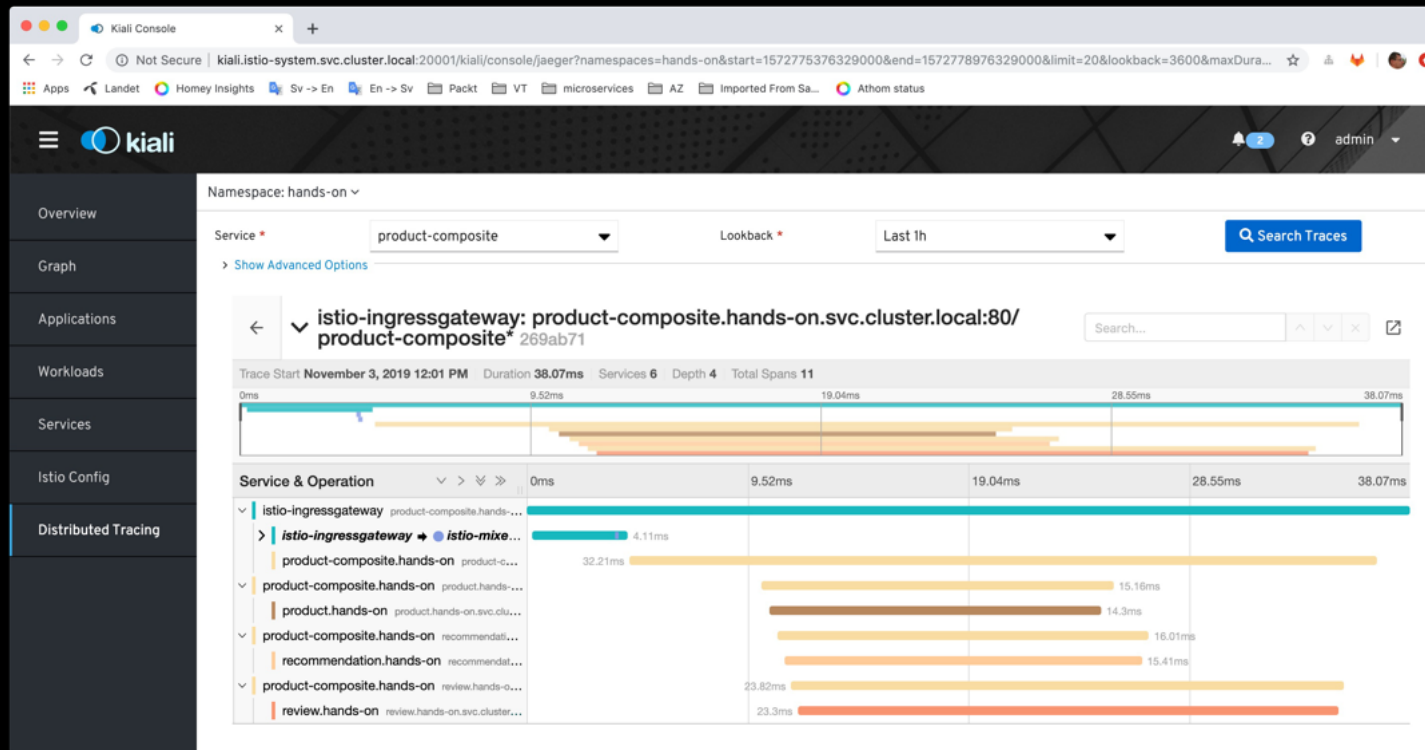 Kiali Console
Not Secure | kiali.istio-system.svc.cluster.local:20001/kiali/console/jaeger?namespaces=hands-on&start=1572775376329000&end=1572778976329000&limit=20&lookback=3600&maxDura...
Apps Landet Homey Insights Sv -> En En -> Sv Packt VT microservices AZ Imported From Sa... Athom status
kiali 2 admin
Namespace: hands-on
Overview
Service * product-composite Lookback * Last 1h Search Traces
Graph
Show Advanced Options
Applications
istio-ingressgateway: product-composite.hands-on.svc.cluster.local:80/
product-composite* 269ab71
Search...
Workloads
Trace Start November 3, 2019 12:01 PM Duration 38.07ms Services 6 Depth 4 Total Spans 11
0ms 9.52ms 19.04ms 28.55ms 38.07ms
Services
Istio Config
Service & Operation 0ms 9.52ms 19.04ms 28.55ms 38.07ms
istio-ingressgateway product-composite.hands-...
Distributed Tracing
istio-ingressgateway → istio-mixe... 4.11ms
product-composite.hands-on product-c... 32.21ms
product-composite.hands-on product.hands-... 15.16ms
product.hands-on product.hands-on.svc.clu... 14.3ms
product-composite.hands-on recommendati... 16.01ms
recommendation.hands-on recommendat... 15.41ms
product-composite.hands-on review.hands-o... 23.82ms
review.hands-on review.hands-on.svc.cluster... 23.3ms